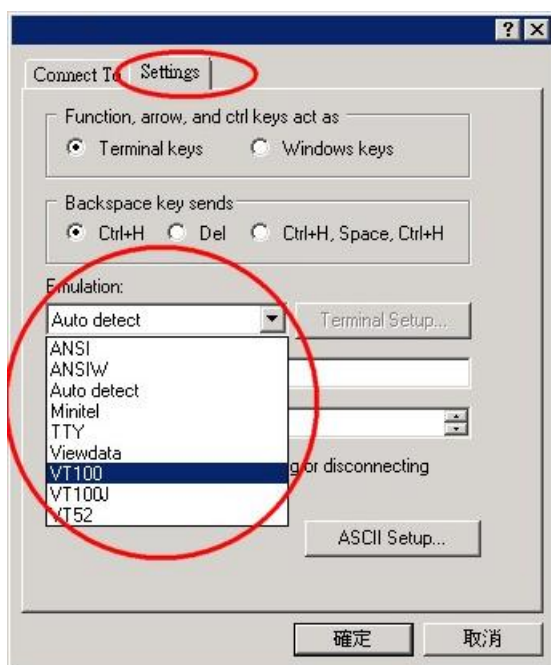 Connect To Settings
Function, arrow, and ctrl keys act as
Terminal keys Windows keys
Backspace key sends
Ctrl+H Del Ctrl+H, Space, Ctrl+H
Emulation:
Auto detect Terminal Setup...
ANSI
ANSIW
Auto detect
Minitel
TTY
Viewdata
VT100 or disconnecting
VT100J
VT52
ASCII Setup...
確定 取消